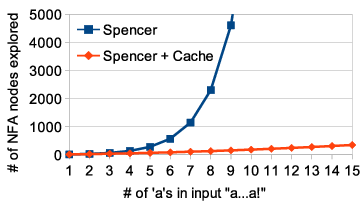 # of NFA nodes explored
5000
4000
3000
2000
1000
0
Spencer
Spencer + Cache
1 2 3 4 5 6 7 8 9 10 11 12 13 14 15
# of 'a's in input "a...a!"